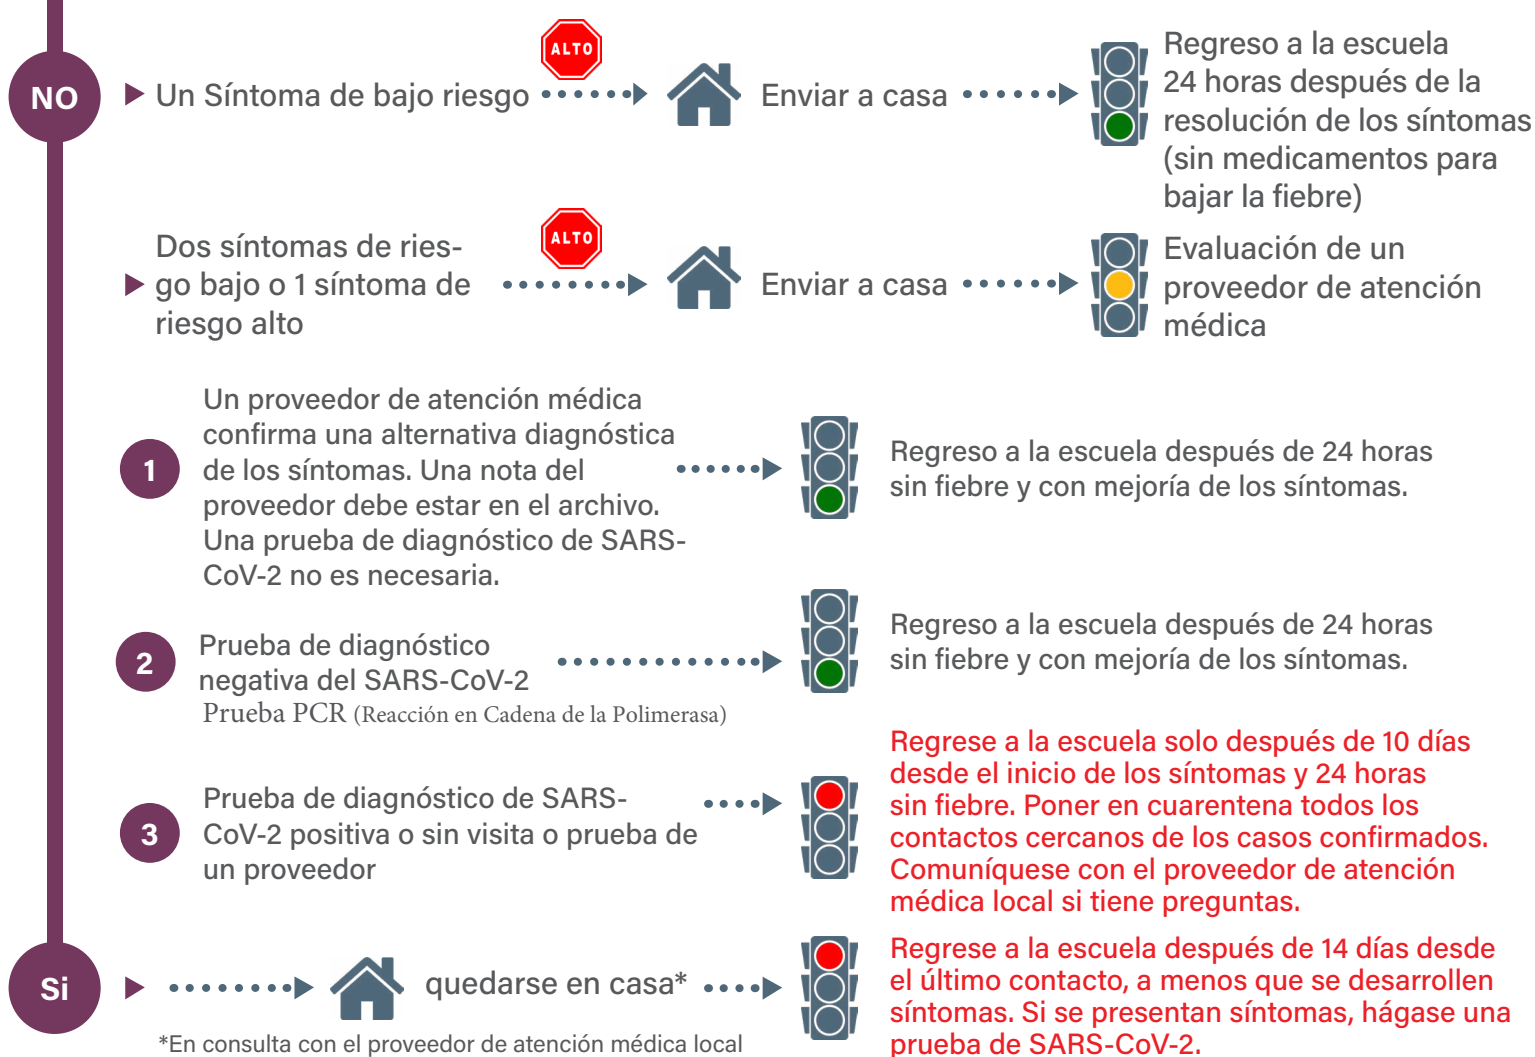 NO
Un Síntoma de bajo riesgo
ALTO
Enviar a casa
Regreso a la escuela
24 horas después de la
resolución de los síntomas
(sin medicamentos para
bajar la fiebre)
Dos síntomas de ries-
go bajo o 1 síntoma de
riesgo alto
ALTO
Enviar a casa
Evaluación de un
proveedor de atención
médica
1
Un proveedor de atención médica
confirma una alternativa diagnóstica
de los síntomas. Una nota del
proveedor debe estar en el archivo.
Una prueba de diagnóstico de SARS-
CoV-2 no es necesaria.
Regreso a la escuela después de 24 horas
sin fiebre y con mejoría de los síntomas.
2
Prueba de diagnóstico
negativa del SARS-CoV-2
Prueba PCR (Reacción en Cadena de la Polimerasa)
Regreso a la escuela después de 24 horas
sin fiebre y con mejoría de los síntomas.
3
Prueba de diagnóstico de SARS-
CoV-2 positiva o sin visita o prueba de
un proveedor
Regrese a la escuela solo después de 10 días
desde el inicio de los síntomas y 24 horas
sin fiebre. Poner en cuarentena todos los
contactos cercanos de los casos confirmados.
Comuníquese con el proveedor de atención
médica local si tiene preguntas.
Si
quedarse en casa*
*En consulta con el proveedor de atención médica local
Regrese a la escuela después de 14 días desde
el último contacto, a menos que se desarrollen
síntomas. Si se presentan síntomas, hágase una
prueba de SARS-CoV-2.